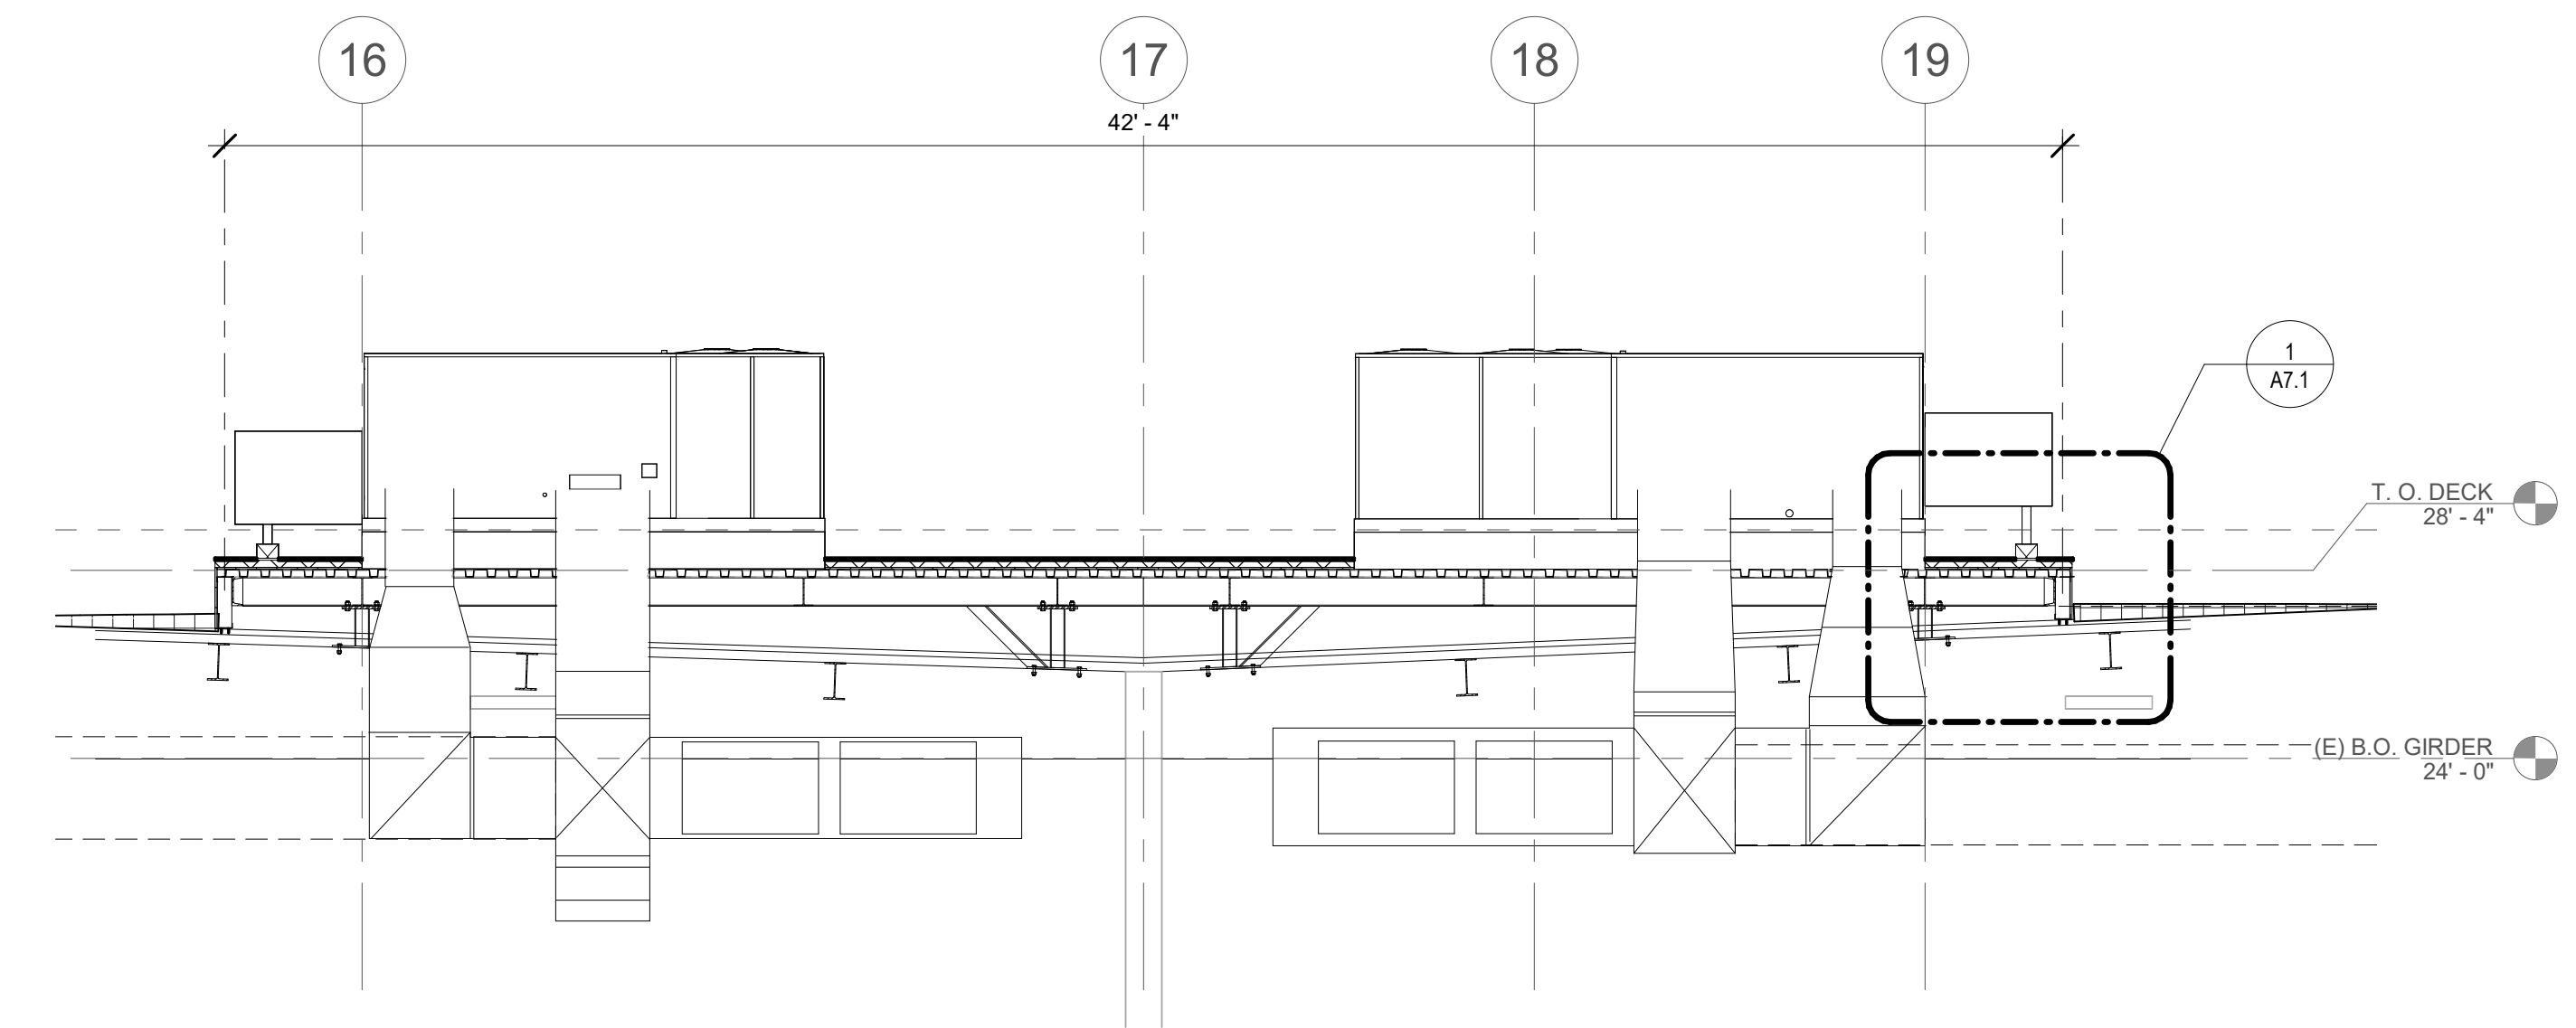 16
17
18
19
42' - 4"
1
A7.1
T. O. DECK
28' - 4"
(E) B.O. GIRDER
24' - 0"